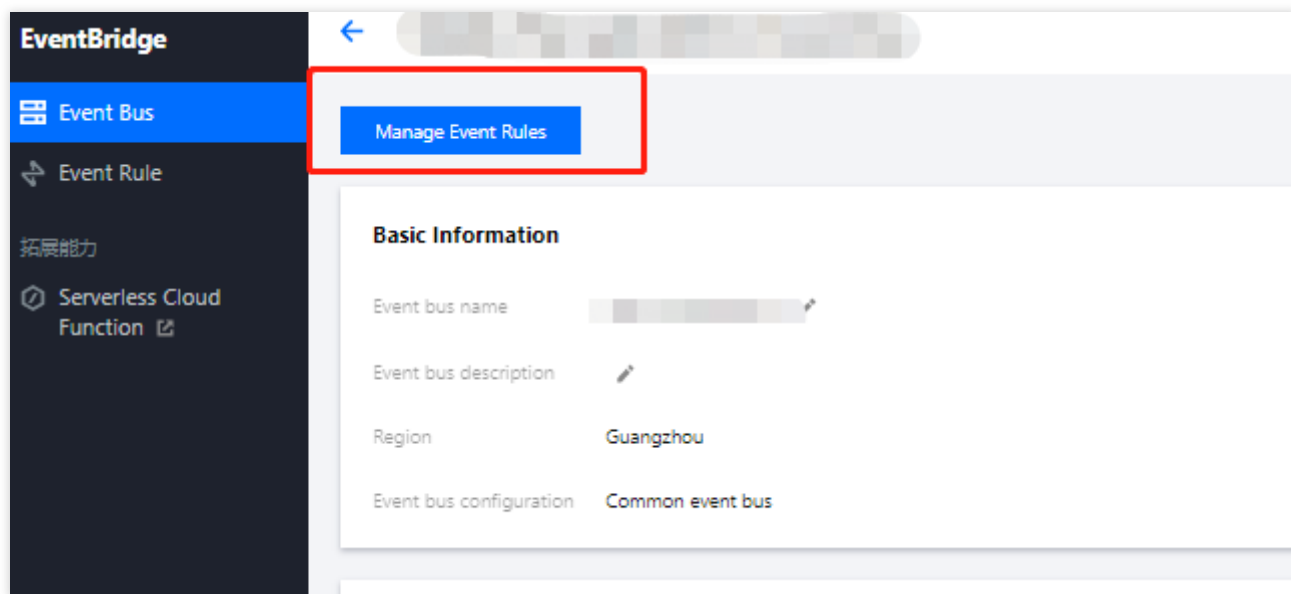 EventBridge
Event Bus
Event Rule
拓展能力
Serverless Cloud
Function
Manage Event Rules
Basic Information
Event bus name
Event bus description
Region Guangzhou
Event bus configuration Common event bus